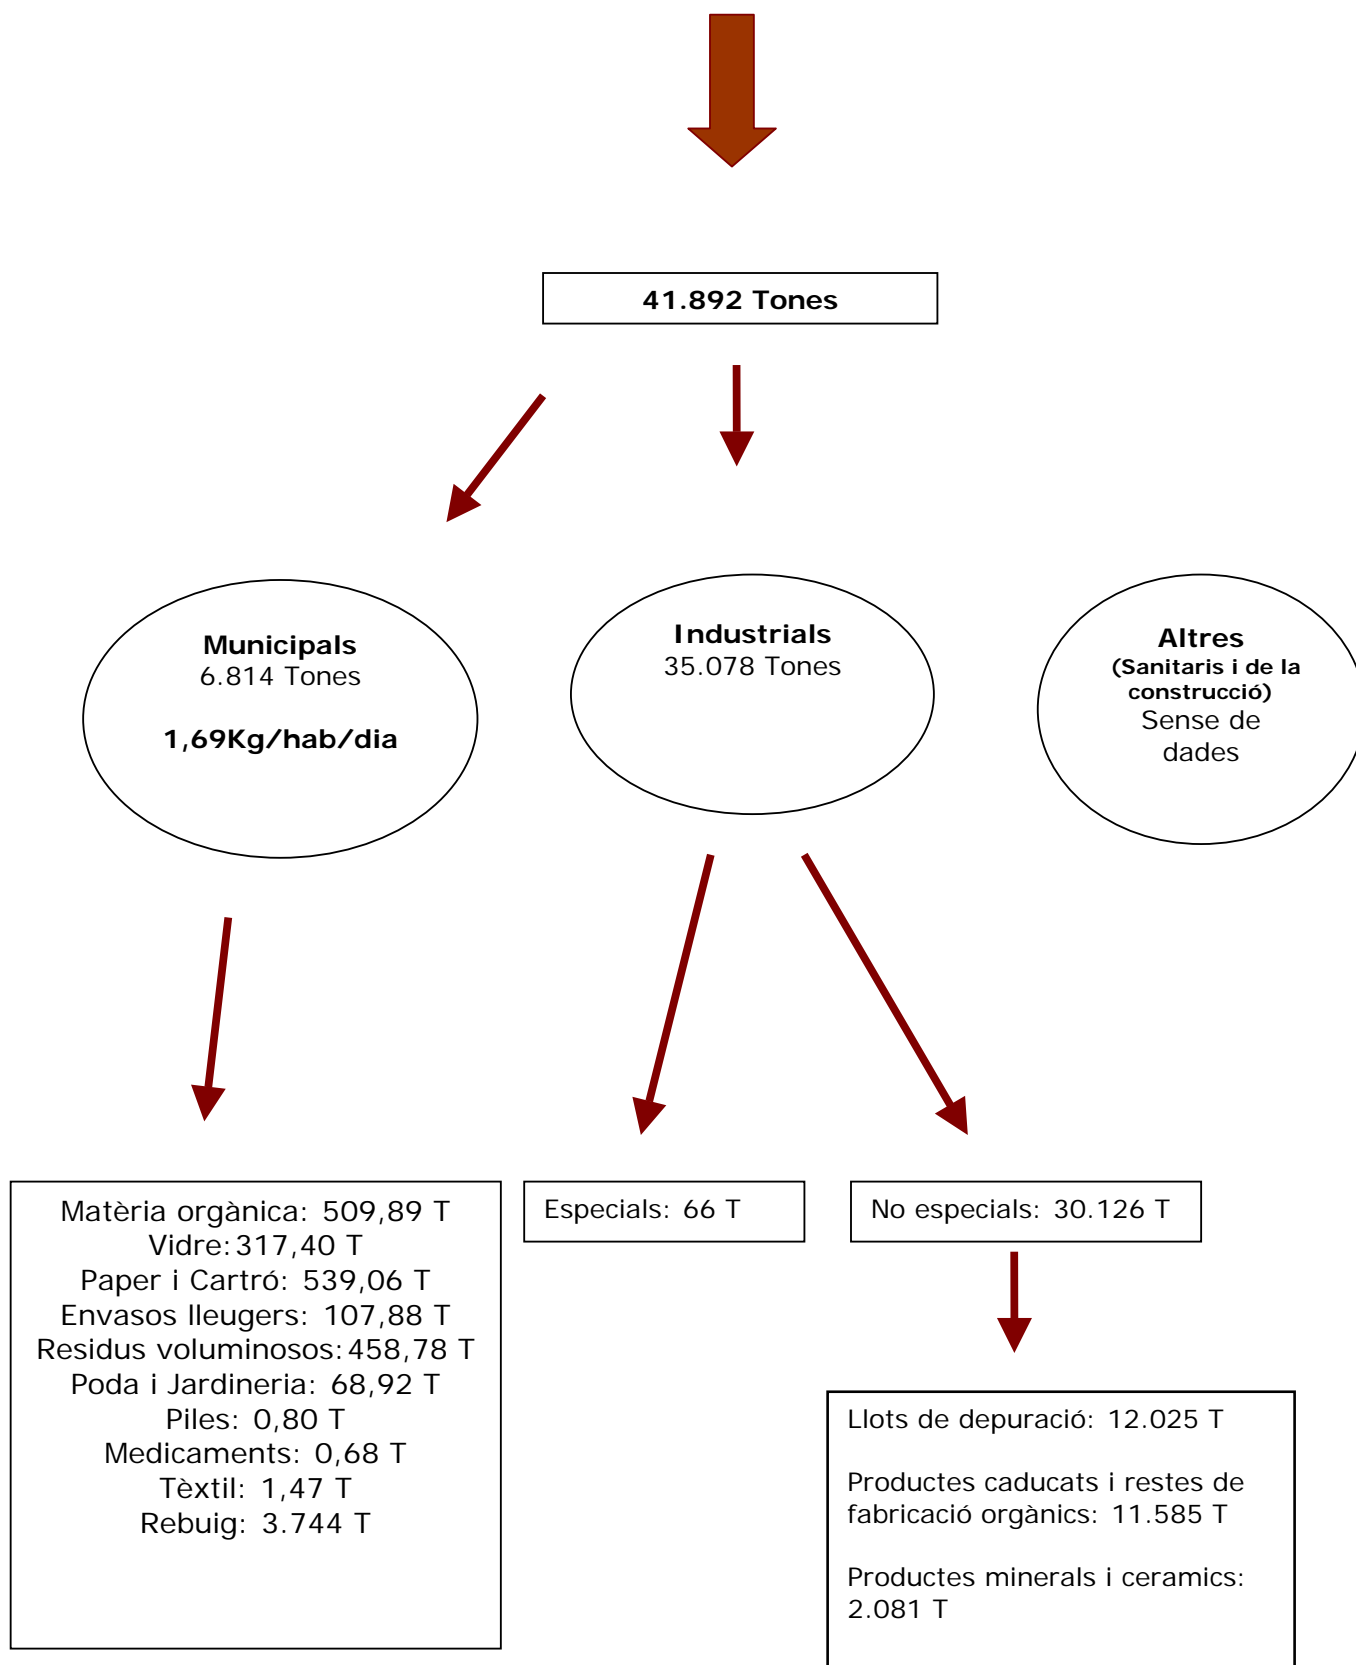 41.892 Tones
Municipals
6.814 Tones
1,69Kg/hab/dia
Industrials
35.078 Tones
Altres
(Sanitaris i de la
construcció)
Sense de
dades
Matèria orgànica: 509,89 T
Vidre: 317,40 T
Paper i Cartró: 539,06 T
Envasos lleugers: 107,88 T
Residus voluminosos: 458,78 T
Poda i Jardineria: 68,92 T
Piles: 0,80 T
Medicaments: 0,68 T
Tèxtil: 1,47 T
Rebuig: 3.744 T
Especials: 66 T
No especials: 30.126 T
Llots de depuració: 12.025 T
Productes caducats i restes de
fabricació orgànics: 11.585 T
Productes minerals i ceramics:
2.081 T